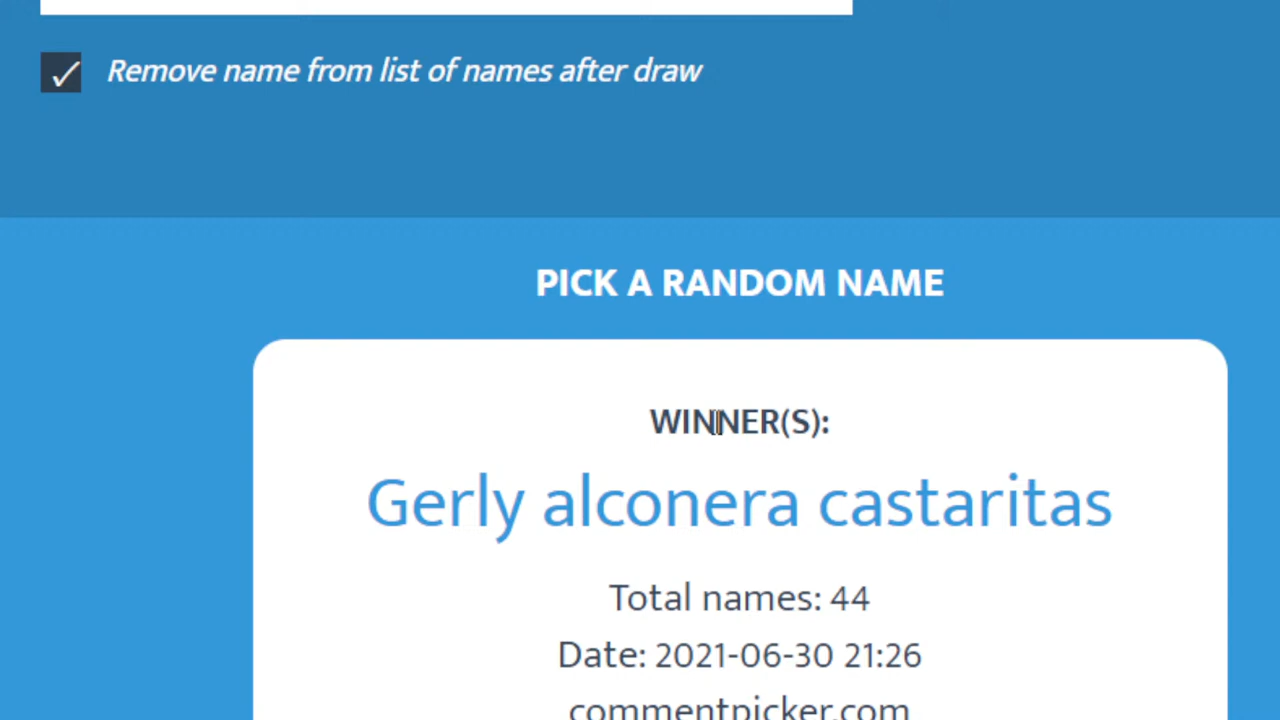 Remove name from list of names after draw
PICK A RANDOM NAME
WINNER(S):
Gerly alconera castaritas
Total names: 44
Date: 2021-06-30 21:26
commentpicker.com